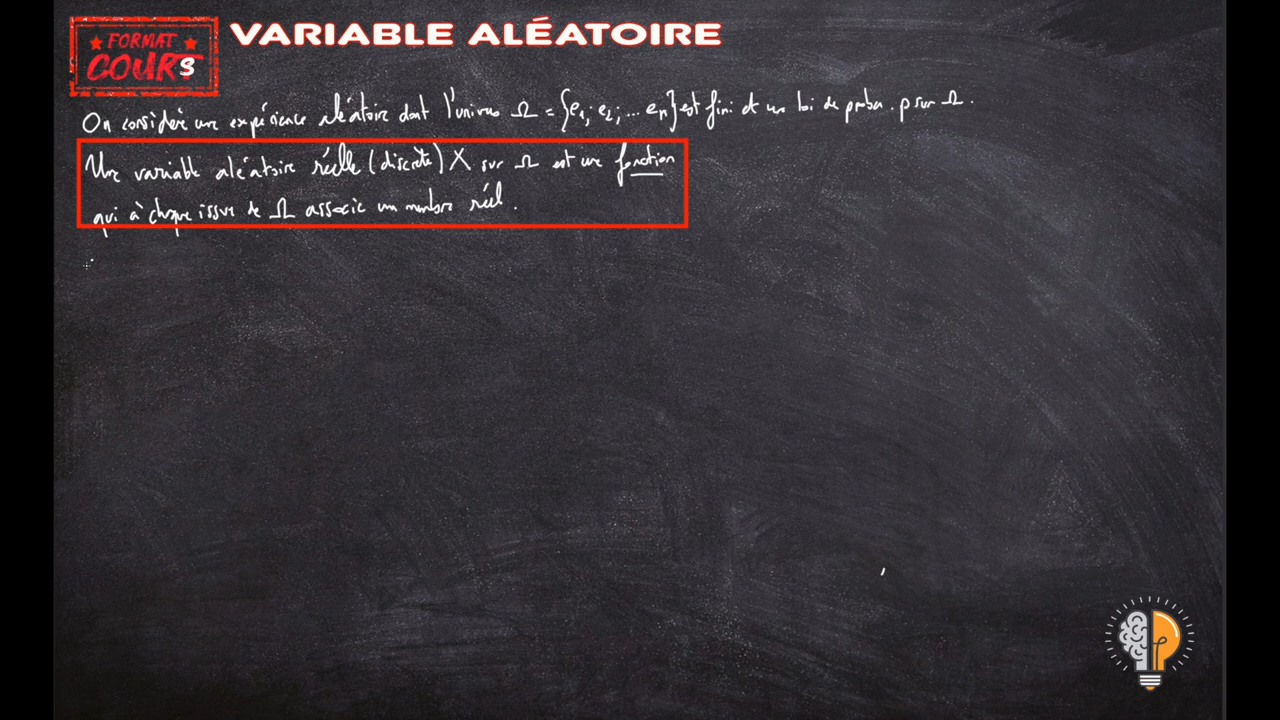 FORMAT
COURS
VARIABLE ALÉATOIRE
On considère une expérience aléatoire dont l'univers Ω = {e₁; e₂; ... eₙ} est fini et une loi de proba. p sur Ω.
Une variable aléatoire réelle (discrète) X sur Ω est une fonction
qui à chaque issue de Ω associe un nombre réel.